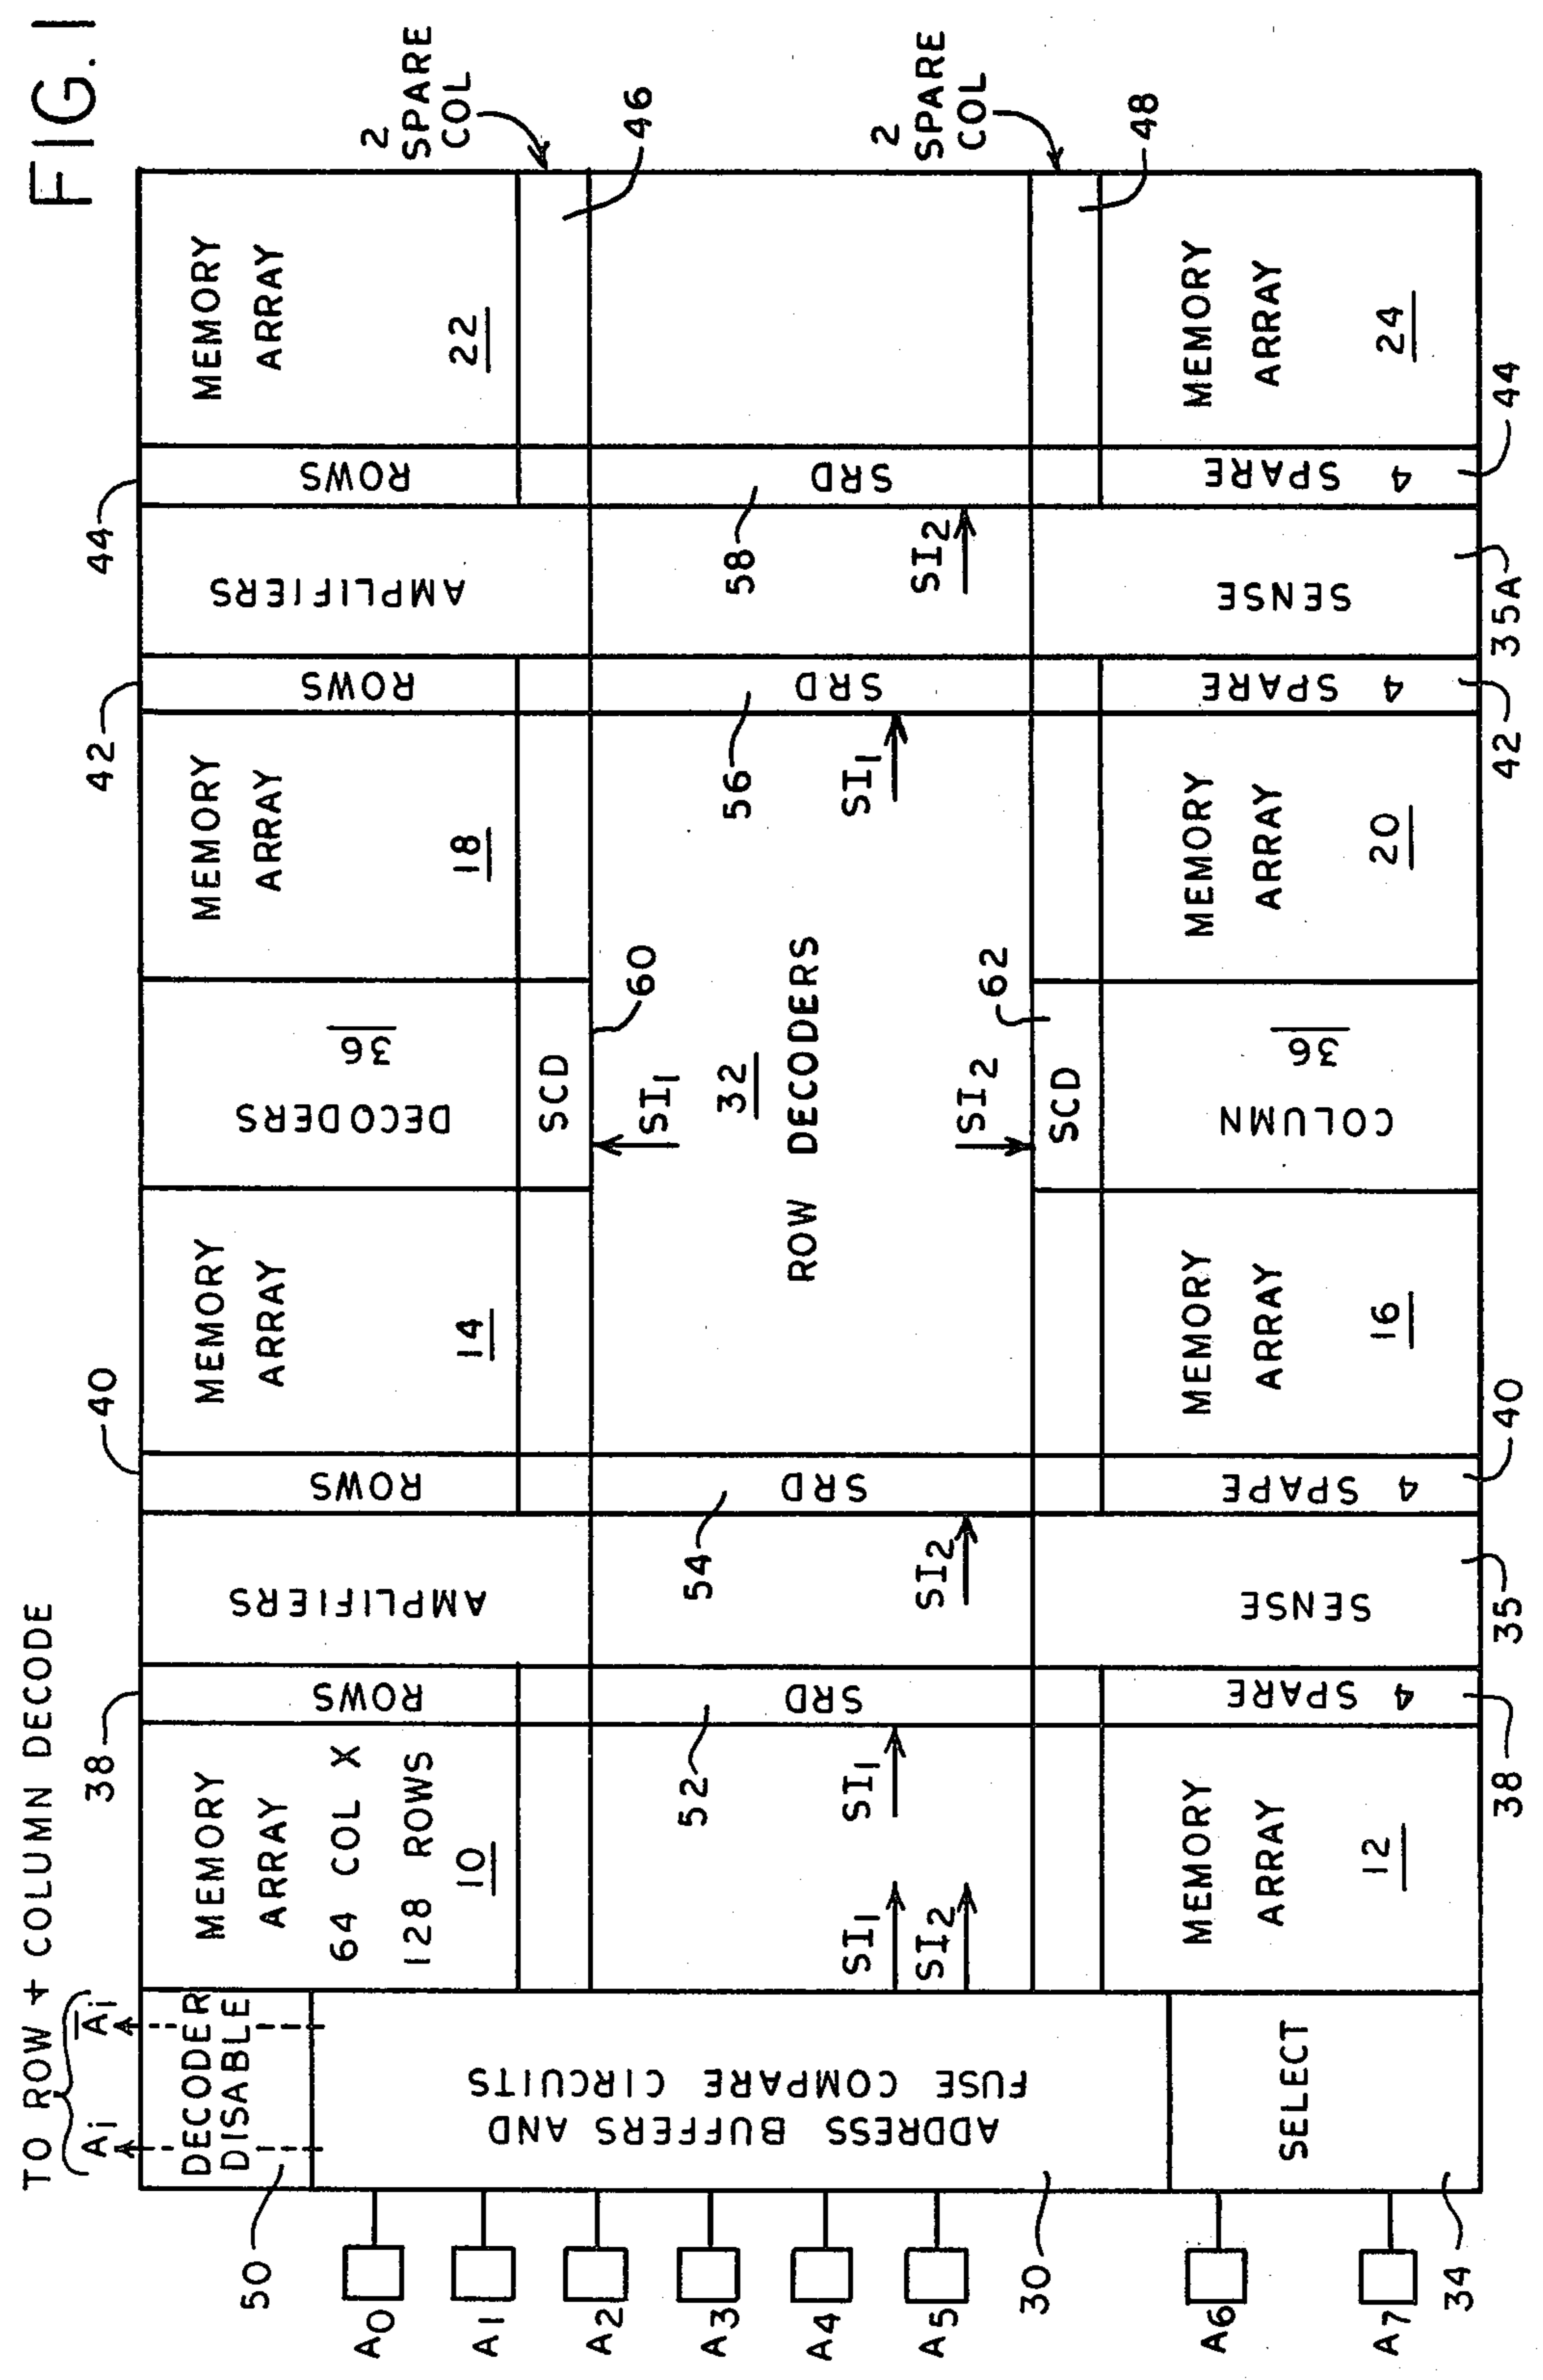 FIG. 1
TO ROW + COLUMN DECODE
Ai
A̅i
DECODER
DISABLE
50
A0
A1
A2
A3
A4
A5
A6
A7
30
34
ADDRESS BUFFERS AND
FUSE COMPARE CIRCUITS
SELECT
MEMORY
ARRAY
64 COL X
128 ROWS
10
SI1
SI2
SI1
MEMORY
ARRAY
12
38
ROWS
52
SRD
4 SPARE
38
AMPLIFIERS
SI2
SENSE
35
40
ROWS
54
SRD
4 SPAPE
40
MEMORY
ARRAY
14
MEMORY
ARRAY
16
DECODERS
36
SCD
60
SI1
32
ROW DECODERS
SI2
62
SCD
COLUMN
36
MEMORY
ARRAY
18
SI1
MEMORY
ARRAY
20
42
ROWS
56
SRD
4 SPARE
42
AMPLIFIERS
SI2
SENSE
35A
44
ROWS
58
SRD
4 SPARE
44
MEMORY
ARRAY
22
MEMORY
ARRAY
24
2
SPARE
COL
46
2
SPARE
COL
48